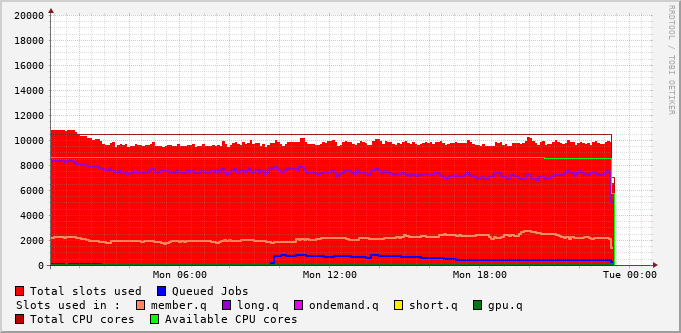 20000
18000
16000
14000
12000
10000
8000
6000
4000
2000
0
Mon 06:00 Mon 12:00 Mon 18:00 Tue 00:00
Total slots used Queued Jobs
Slots used in : member.q long.q ondemand.q short.q gpu.q
Total CPU cores Available CPU cores
RRDTOOL / TOBI OETIKER